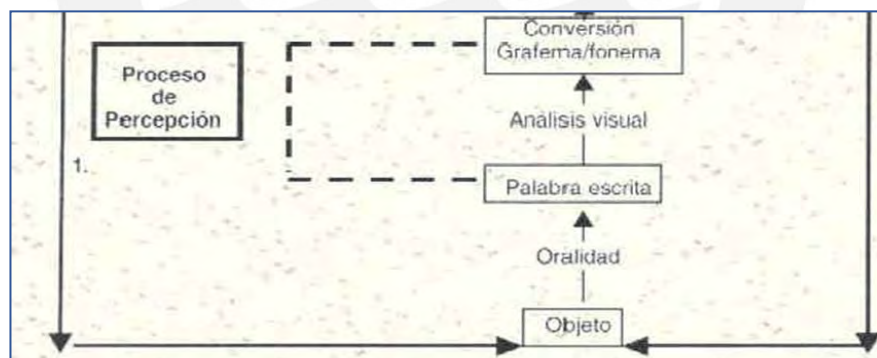 Conversión
Grafema/fonema
Proceso
de
Percepción
Análisis visual
1.
Palabra escrita
Oralidad
Objeto